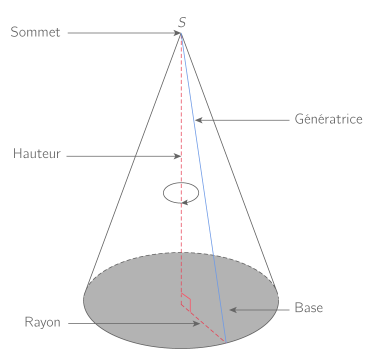 S
Sommet
Génératrice
Hauteur
Base
Rayon